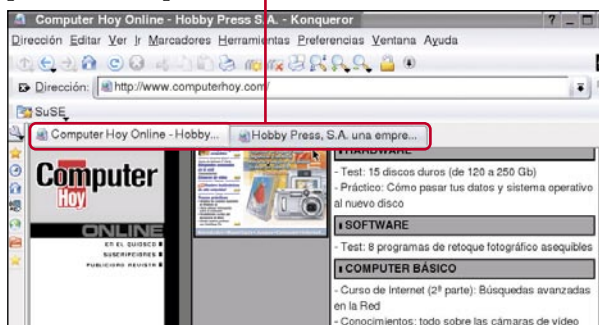 Computer Hoy Online - Hobby Press S.A. - Konqueror
Dirección Editar Ver Ir Marcadores Herramientas Preferencias Ventana Ayuda
Dirección: http://www.computerhoy.com/
SuSE
Computer Hoy Online - Hobby...
Hobby Press, S.A. una empre...
Computer
Hoy
ONLINE
EN EL QUIOSCO
SUSCRIPCIONES
PUBLICIDAD REVISTA
HARDWARE
- Test: 15 discos duros (de 120 a 250 Gb)
- Práctico: Cómo pasar tus datos y sistema operativo
al nuevo disco
SOFTWARE
- Test: 8 programas de retoque fotográfico asequibles
COMPUTER BÁSICO
- Curso de Internet (2ª parte): Búsquedas avanzadas
en la Red
- Conocimientos: todo sobre las cámaras de vídeo